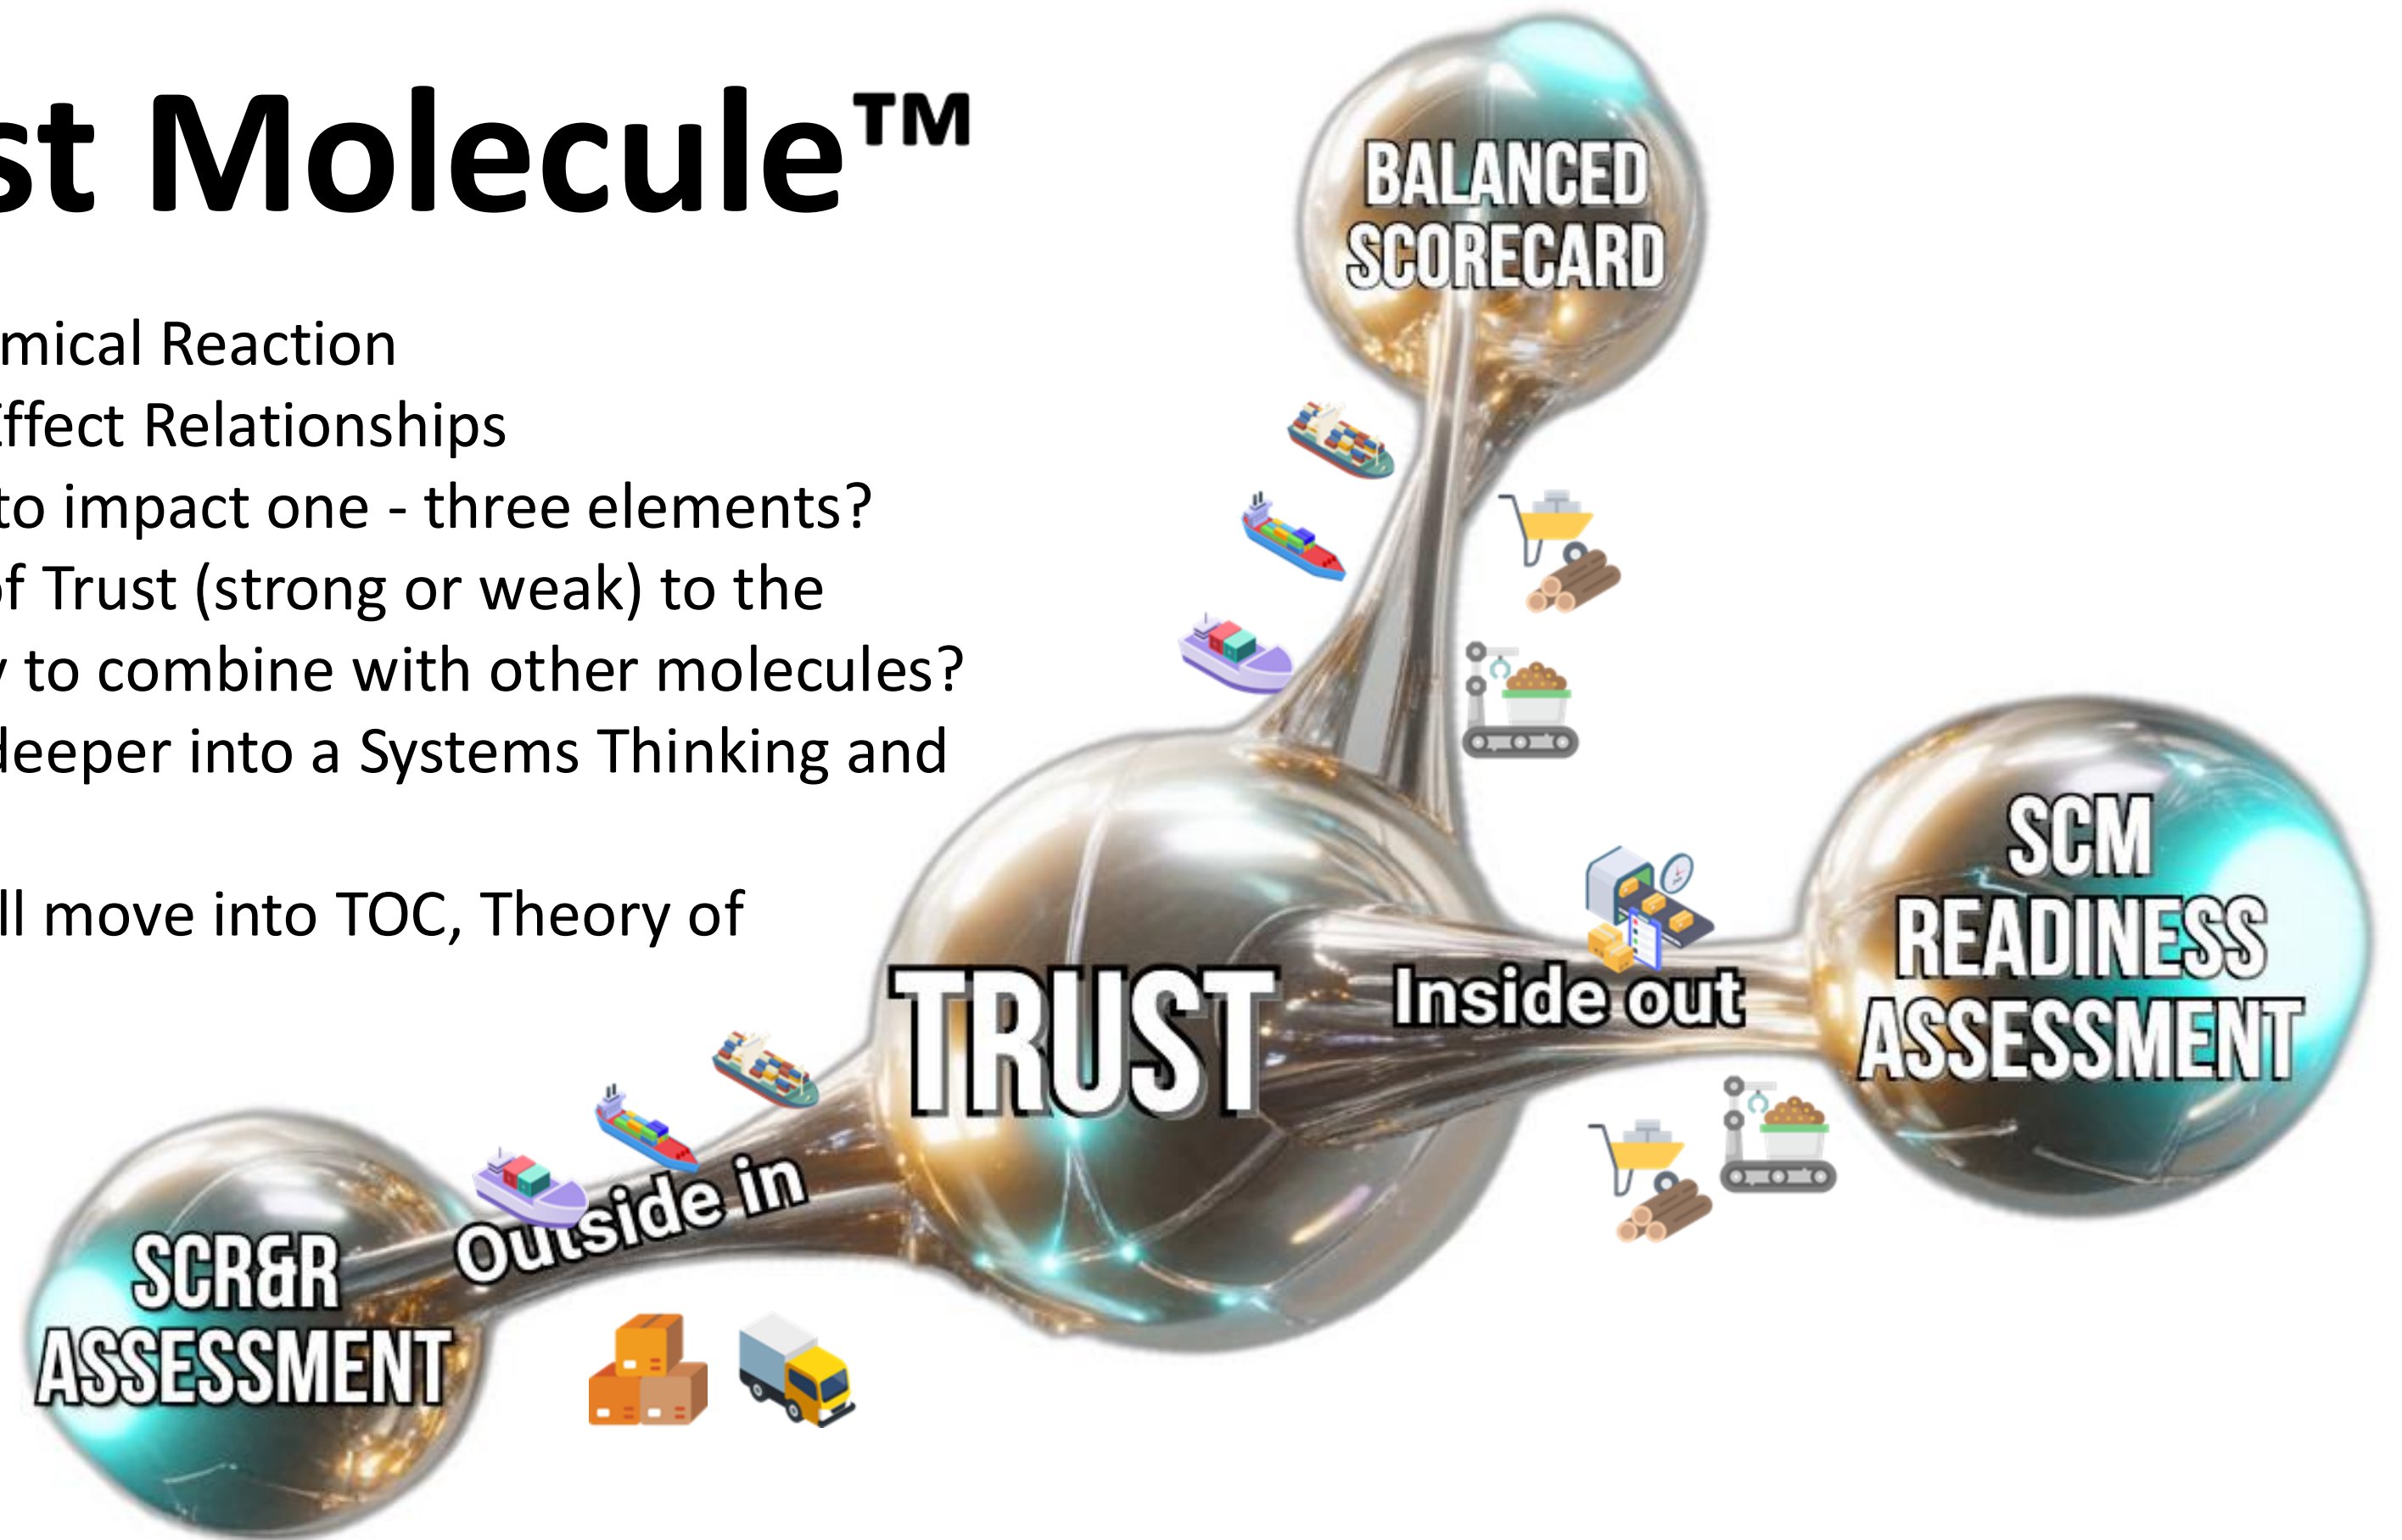 st Molecule™
mical Reaction
ffect Relationships
to impact one - three elements?
of Trust (strong or weak) to the
to combine with other molecules?
deeper into a Systems Thinking and
ll move into TOC, Theory of
BALANCED
SCORECARD
SCM
READINESS
ASSESSMENT
TRUST
Inside out
Outside in
SCR&R
ASSESSMENT